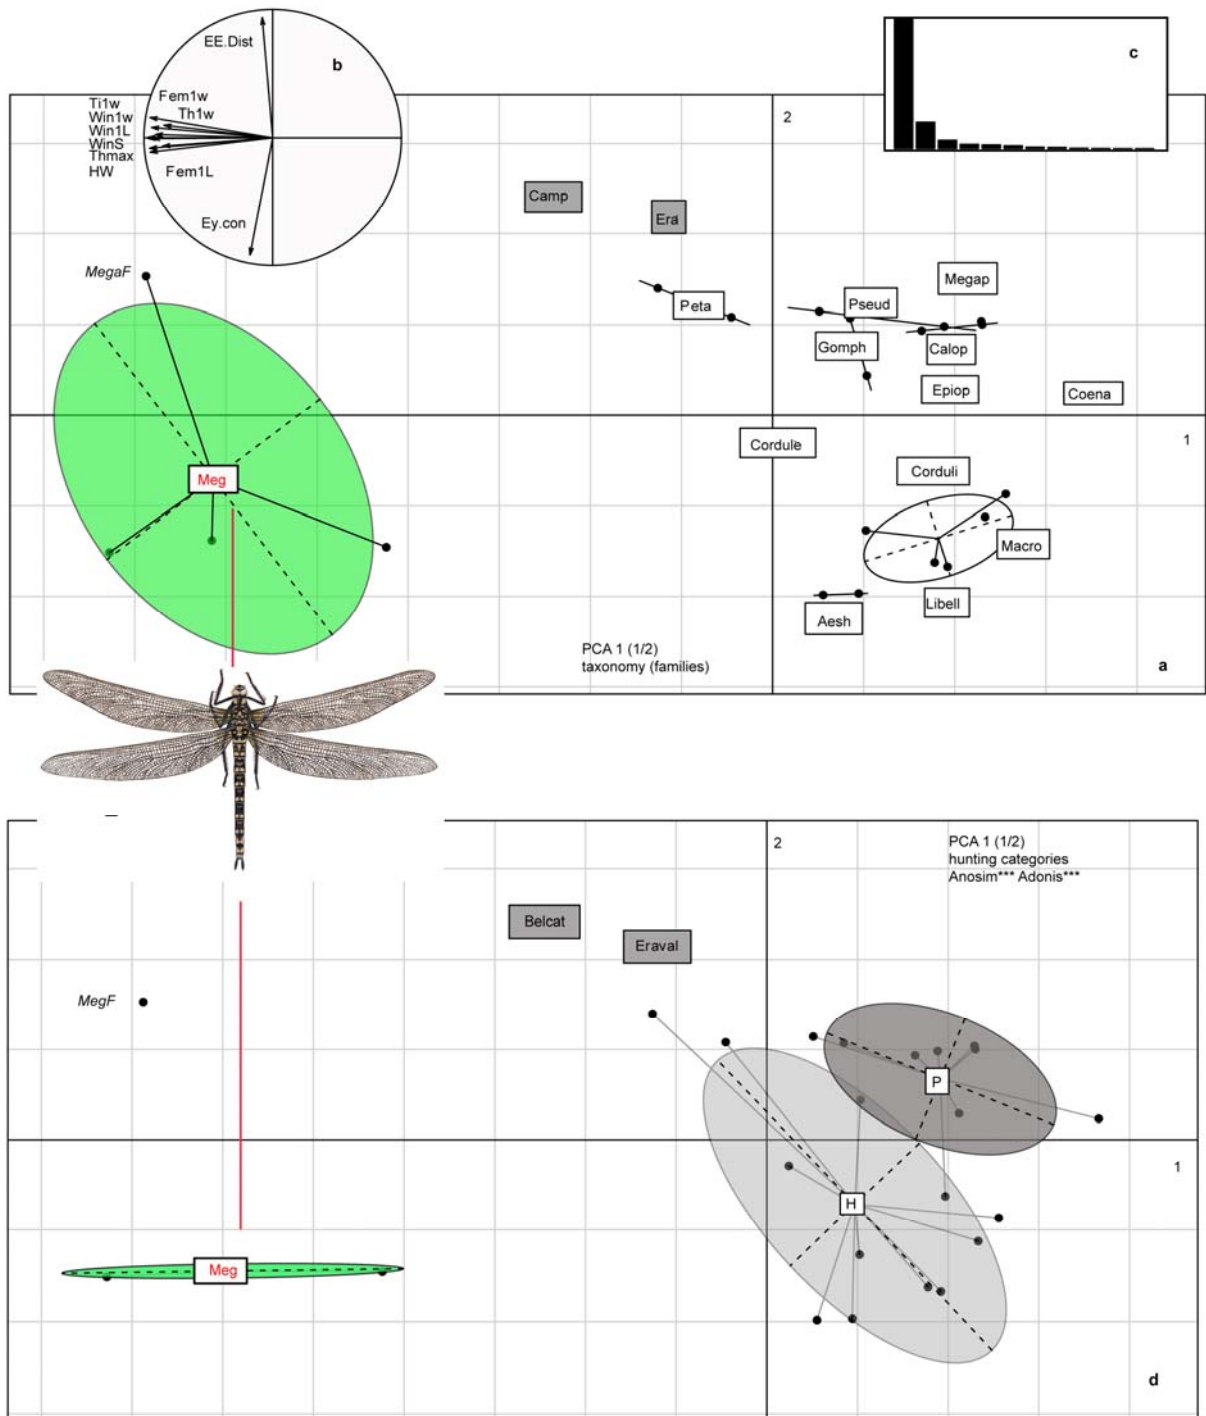 EE.Dist
b
c
Ti1w
Fem1w
Win1w
Th1w
Win1L
WinS
Thmax
HW
Fem1L
Ey.con
2
Camp
Era
MegaF
Peta
Pseud
Megap
Gomph
Calop
Epiop
Coena
1
Cordule
Corduli
Meg
Macro
Libell
Aesh
PCA 1 (1/2)
taxonomy (families)
a
2
PCA 1 (1/2)
hunting categories
Anosim*** Adonis***
Belcat
Eraval
MegF
P
1
H
Meg
d